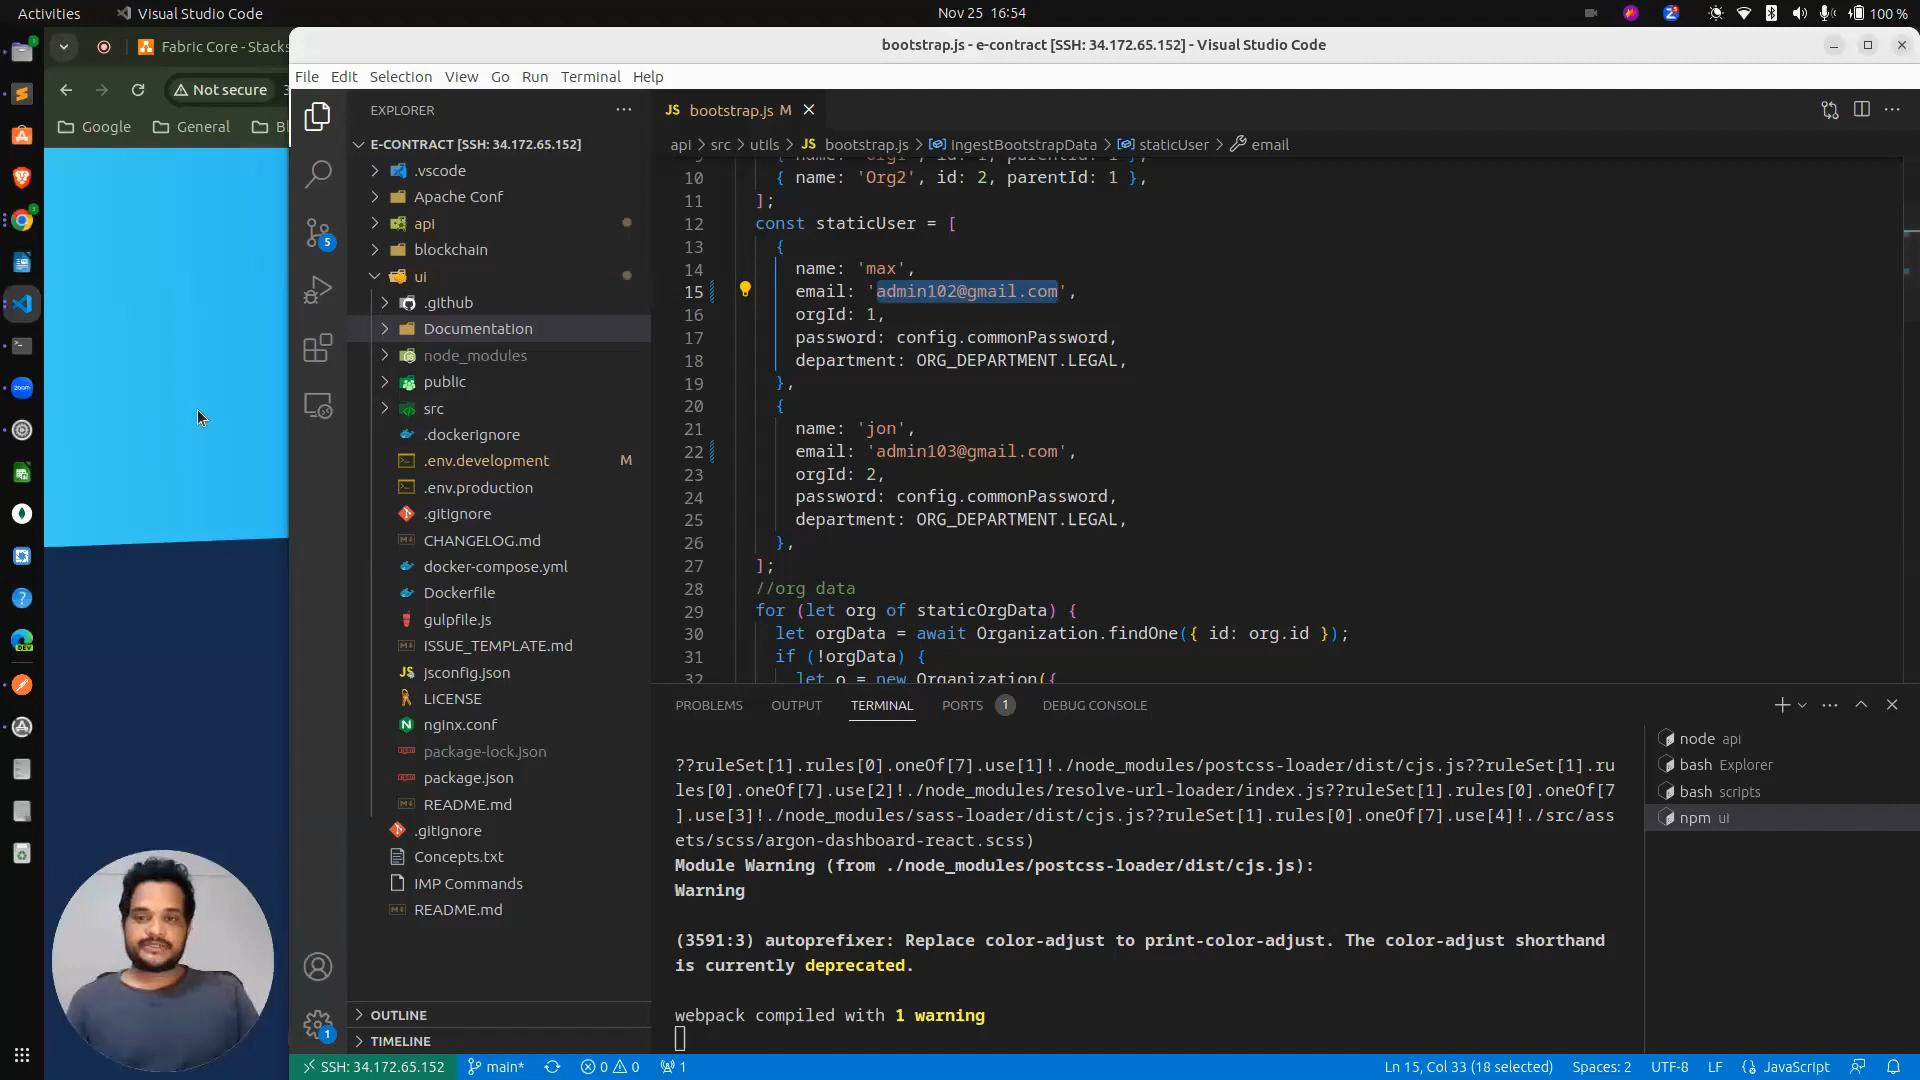 Activities
Visual Studio Code
Nov 25 16:54
100 %
Fabric Core - Stacks
Not secure
Google
General
bootstrap.js - e-contract [SSH: 34.172.65.152] - Visual Studio Code
File Edit Selection View Go Run Terminal Help
EXPLORER
E-CONTRACT [SSH: 34.172.65.152]
.vscode
Apache Conf
api
blockchain
ui
.github
Documentation
node_modules
public
src
.dockerignore
.env.development M
.env.production
.gitignore
CHANGELOG.md
docker-compose.yml
Dockerfile
gulpfile.js
ISSUE_TEMPLATE.md
jsconfig.json
LICENSE
nginx.conf
package-lock.json
package.json
README.md
.gitignore
Concepts.txt
IMP Commands
README.md
OUTLINE
TIMELINE
5
1
JS bootstrap.js M
api > src > utils > JS bootstrap.js > ingestBootstrapData > staticUser > email
10 { name: 'Org2', id: 2, parentId: 1 },
11 ];
12 const staticUser = [
13 {
14 name: 'max',
15 email: 'admin102@gmail.com',
16 orgId: 1,
17 password: config.commonPassword,
18 department: ORG_DEPARTMENT.LEGAL,
19 },
20 {
21 name: 'jon',
22 email: 'admin103@gmail.com',
23 orgId: 2,
24 password: config.commonPassword,
25 department: ORG_DEPARTMENT.LEGAL,
26 },
27 ];
28 //org data
29 for (let org of staticOrgData) {
30 let orgData = await Organization.findOne({ id: org.id });
31 if (!orgData) {
32 let o = new Organization({
PROBLEMS OUTPUT TERMINAL PORTS 1 DEBUG CONSOLE
??ruleSet[1].rules[0].oneOf[7].use[1]!./node_modules/postcss-loader/dist/cjs.js??ruleSet[1].ru
les[0].oneOf[7].use[2]!./node_modules/resolve-url-loader/index.js??ruleSet[1].rules[0].oneOf[7
].use[3]!./node_modules/sass-loader/dist/cjs.js??ruleSet[1].rules[0].oneOf[7].use[4]!./src/ass
ets/scss/argon-dashboard-react.scss)
Module Warning (from ./node_modules/postcss-loader/dist/cjs.js):
Warning
(3591:3) autoprefixer: Replace color-adjust to print-color-adjust. The color-adjust shorthand
is currently deprecated.
webpack compiled with 1 warning
node api
bash Explorer
bash scripts
npm ui
SSH: 34.172.65.152
main*
0 0
1
Ln 15, Col 33 (18 selected)
Spaces: 2
UTF-8
LF
JavaScript